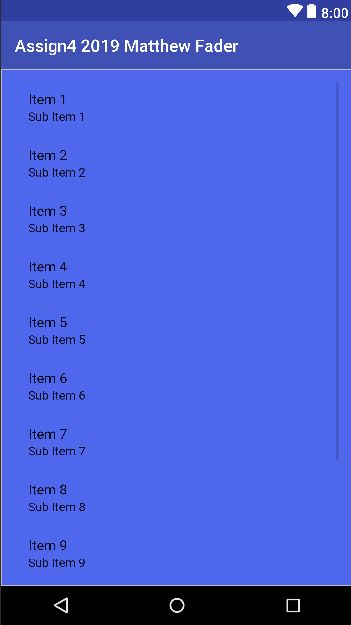 8:00
Assign4 2019 Matthew Fader
Item 1
Sub Item 1
Item 2
Sub Item 2
Item 3
Sub Item 3
Item 4
Sub Item 4
Item 5
Sub Item 5
Item 6
Sub Item 6
Item 7
Sub Item 7
Item 8
Sub Item 8
Item 9
Sub Item 9